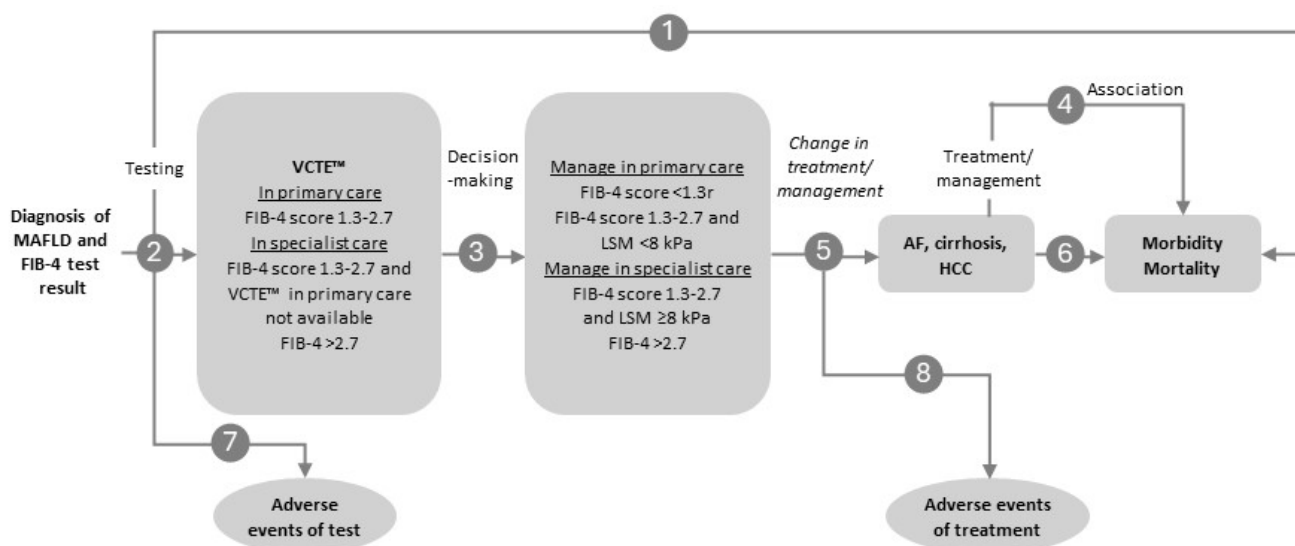 1
Testing
Diagnosis of
MAFLD and
FIB-4 test
result
2
VCTE™
In primary care
FIB-4 score 1.3-2.7
In specialist care
FIB-4 score 1.3-2.7 and
VCTE™ in primary care
not available
FIB-4 >2.7
Decision
-making
3
Manage in primary care
FIB-4 score <1.3r
FIB-4 score 1.3-2.7 and
LSM <8 kPa
Manage in specialist care
FIB-4 score 1.3-2.7
and LSM ≥8 kPa
FIB-4 >2.7
Change in
treatment/
management
5
Treatment/
management
4
Association
AF, cirrhosis,
HCC
6
Morbidity
Mortality
7
Adverse
events of test
8
Adverse events
of treatment